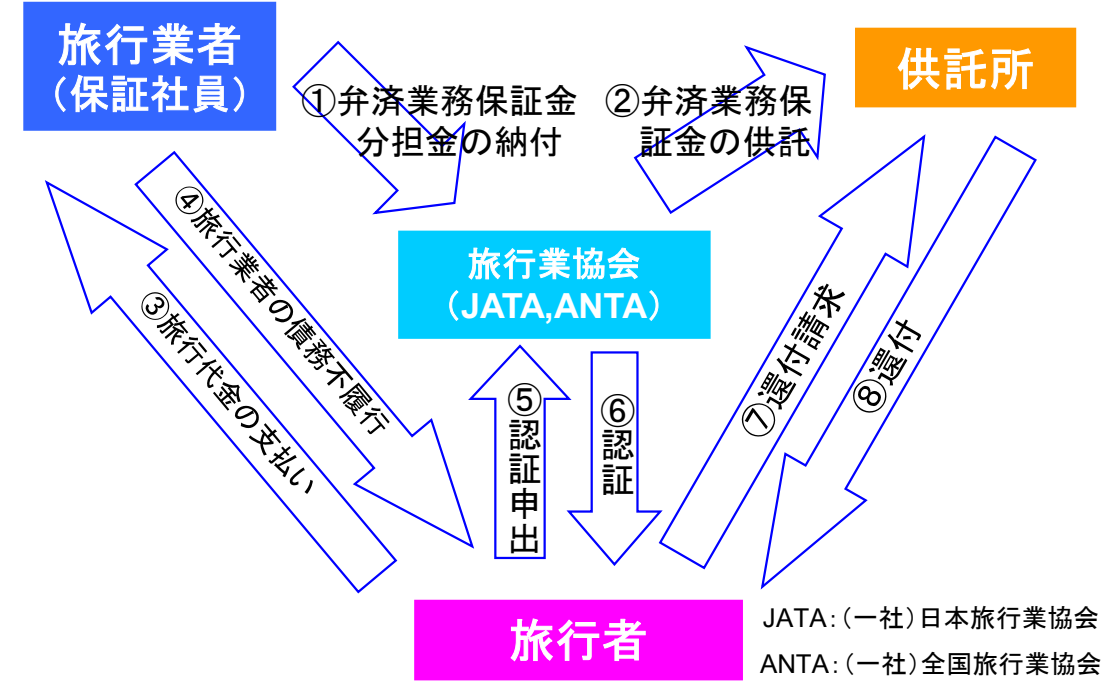 旅行業者
（保証社員）
供託所
①弁済業務保証金
分担金の納付
②弁済業務保
証金の供託
④旅行業者の債務不履行
③旅行代金の支払い
旅行業協会
（JATA,ANTA）
⑤認証申出
⑥認証
⑦還付請求
⑧還付
旅行者
JATA：（一社）日本旅行業協会
ANTA：（一社）全国旅行業協会